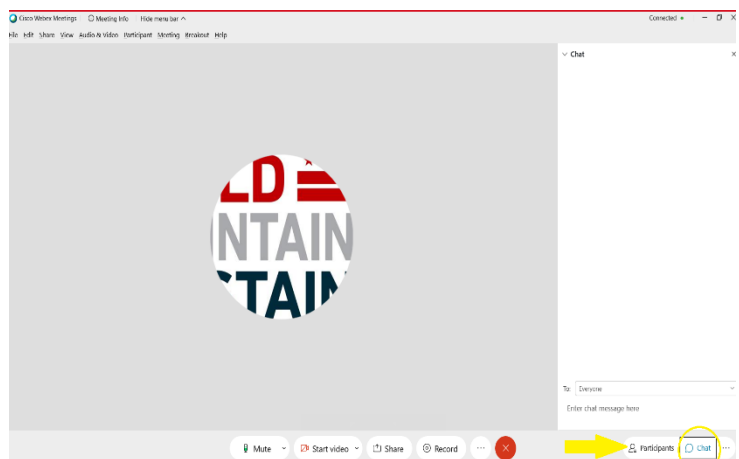 Cisco Webex Meetings Meeting Info Hide menu bar Connected
File Edit Share View Audio & Video Participant Meeting Breakout Help
Chat
LD
NTAIN
STAIN
To: Everyone
Enter chat message here
Mute Start video Share Record Participants Chat